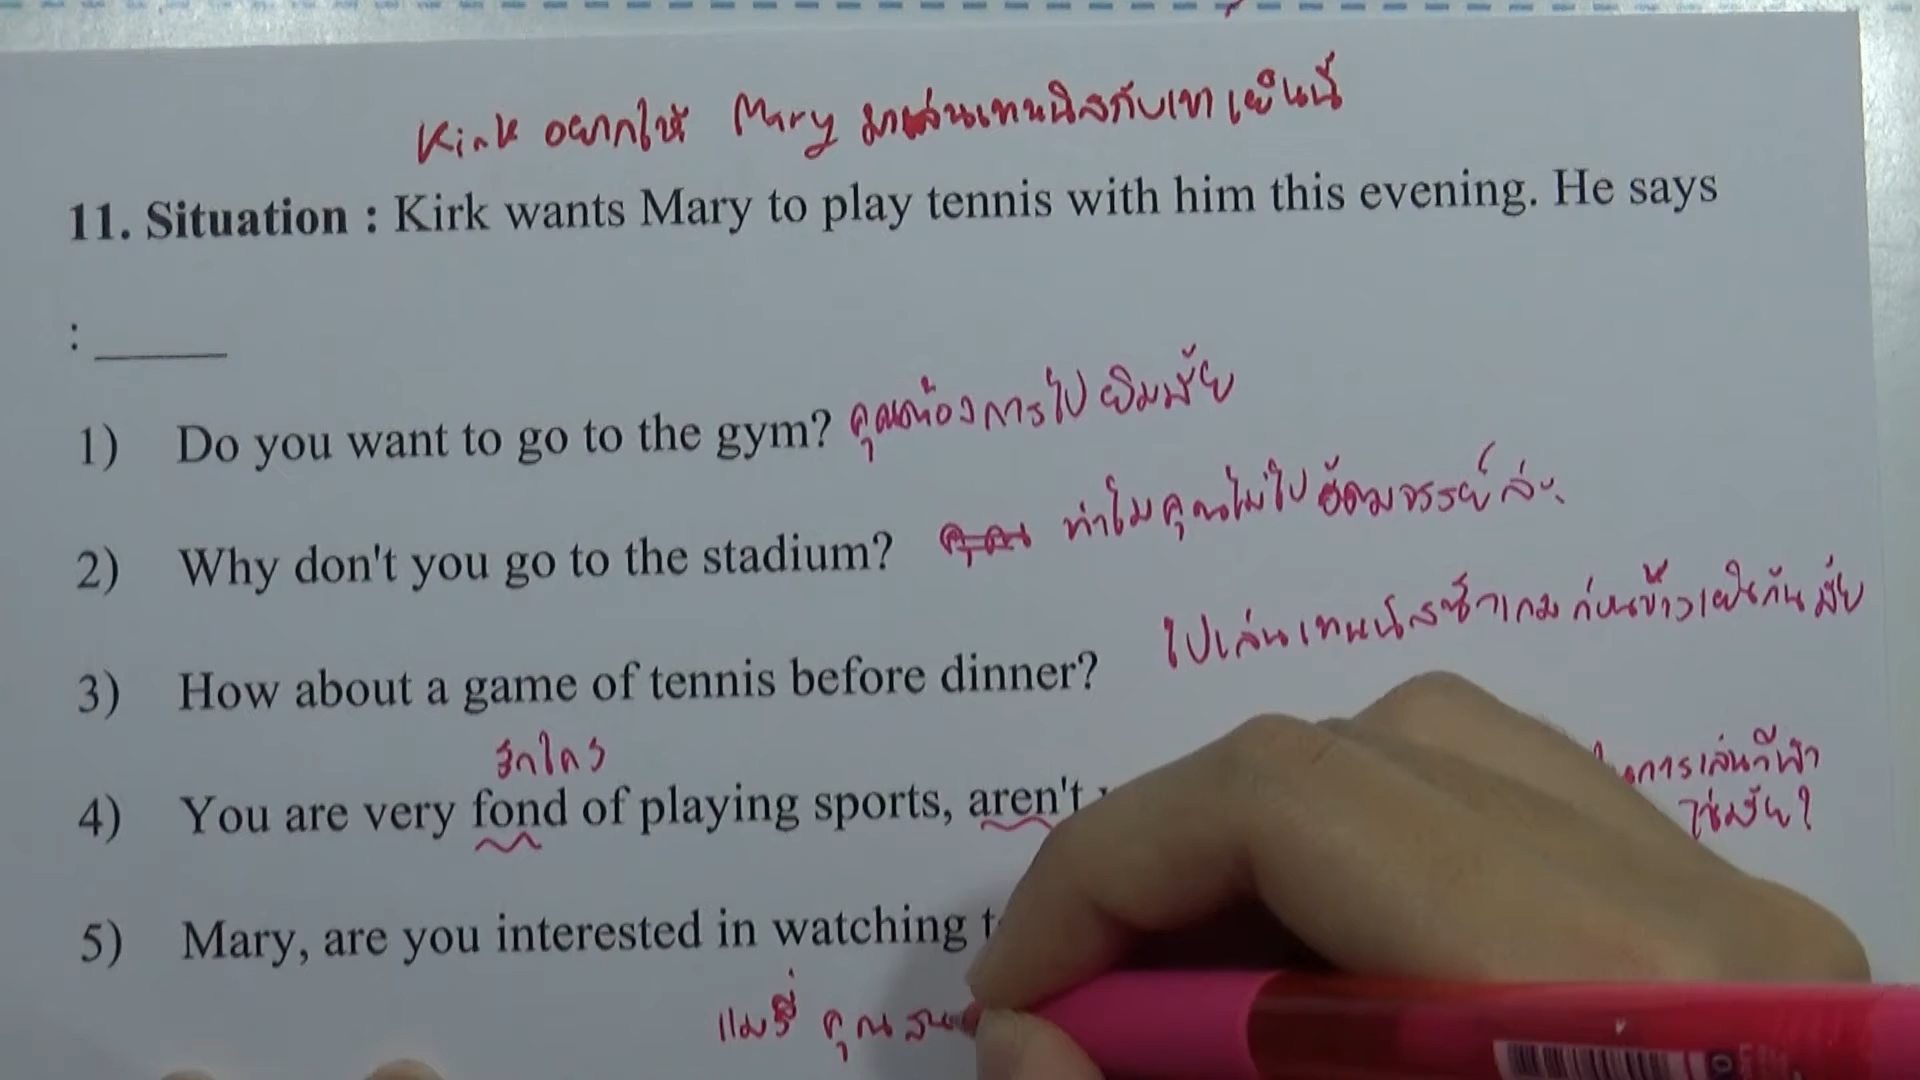 Kirk อยากให้ Mary มาเล่นเทนนิสกับเขาเย็นนี้
11. Situation : Kirk wants Mary to play tennis with him this evening. He says
: _____
1) Do you want to go to the gym? คุณต้องการไปยิมมั้ย
2) Why don't you go to the stadium? ทำไมคุณไม่ไปอัฒจรรย์ล่ะ
ไปเล่นเทนนิสซักเกมก่อนข้าวเย็นกันมั้ย
3) How about a game of tennis before dinner?
รักใคร่
ในการเล่นกีฬา
4) You are very fond of playing sports, aren't
ใช่มั้ย?
5) Mary, are you interested in watching
แมรี่ คุณสน